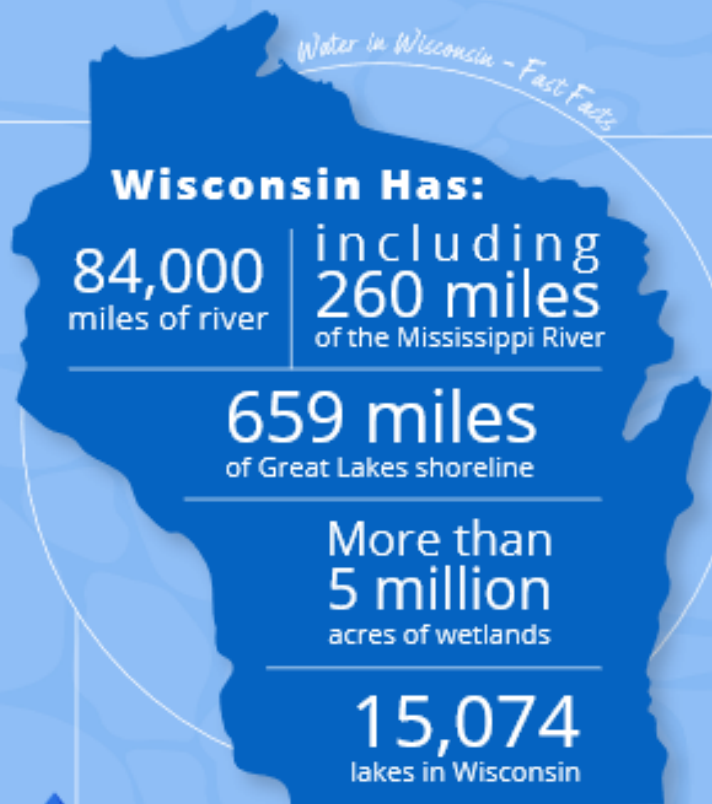 Water in Wisconsin - Fast Facts
Wisconsin Has:
84,000
miles of river
including
260 miles
of the Mississippi River
659 miles
of Great Lakes shoreline
More than
5 million
acres of wetlands
15,074
lakes in Wisconsin